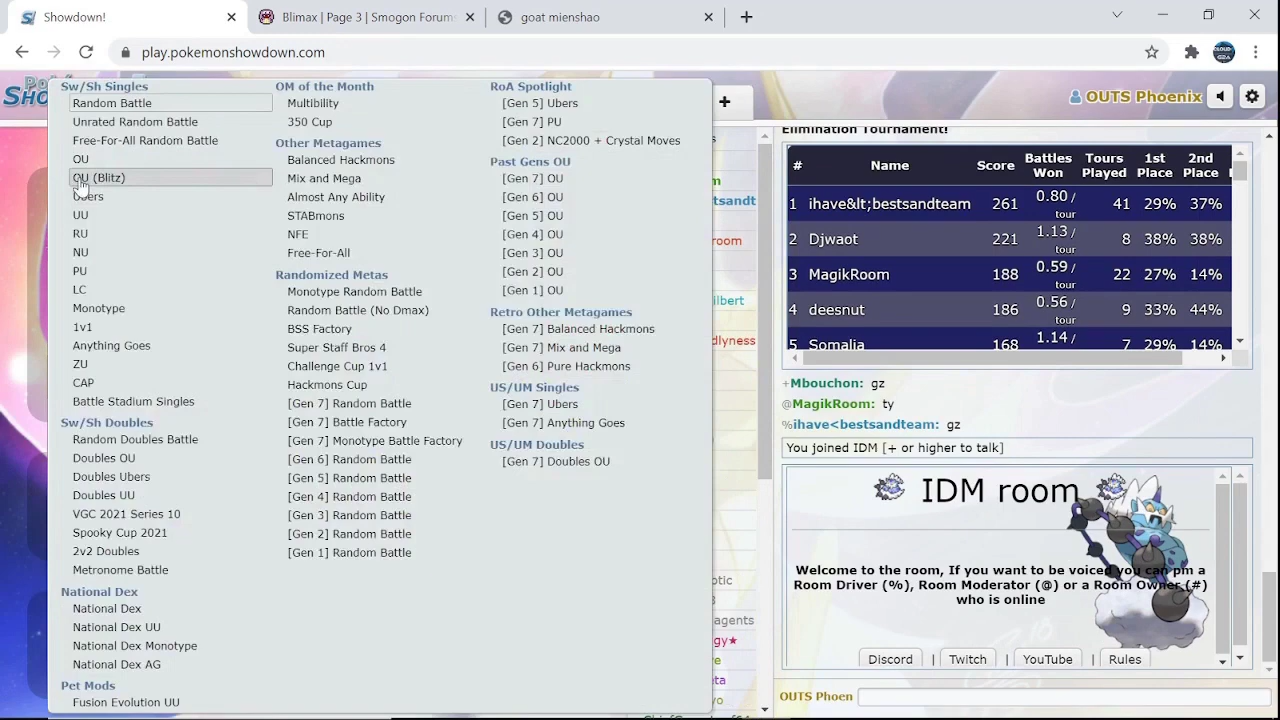 Showdown!
Blimax | Page 3 | Smogon Forums
goat mienshao
play.pokemonshowdown.com
OUTS Phoenix
Sw/Sh Singles
Random Battle
Unrated Random Battle
Free-For-All Random Battle
OU
OU (Blitz)
Ubers
UU
RU
NU
PU
LC
Monotype
1v1
Anything Goes
ZU
CAP
Battle Stadium Singles
Sw/Sh Doubles
Random Doubles Battle
Doubles OU
Doubles Ubers
Doubles UU
VGC 2021 Series 10
Spooky Cup 2021
2v2 Doubles
Metronome Battle
National Dex
National Dex
National Dex UU
National Dex Monotype
National Dex AG
Pet Mods
Fusion Evolution UU
OM of the Month
Multibility
350 Cup
Other Metagames
Balanced Hackmons
Mix and Mega
Almost Any Ability
STABmons
NFE
Free-For-All
Randomized Metas
Monotype Random Battle
Random Battle (No Dmax)
BSS Factory
Super Staff Bros 4
Challenge Cup 1v1
Hackmons Cup
[Gen 7] Random Battle
[Gen 7] Battle Factory
[Gen 7] Monotype Battle Factory
[Gen 6] Random Battle
[Gen 5] Random Battle
[Gen 4] Random Battle
[Gen 3] Random Battle
[Gen 2] Random Battle
[Gen 1] Random Battle
RoA Spotlight
[Gen 5] Ubers
[Gen 7] PU
[Gen 2] NC2000 + Crystal Moves
Past Gens OU
[Gen 7] OU
[Gen 6] OU
[Gen 5] OU
[Gen 4] OU
[Gen 3] OU
[Gen 2] OU
[Gen 1] OU
Retro Other Metagames
[Gen 7] Balanced Hackmons
[Gen 7] Mix and Mega
[Gen 6] Pure Hackmons
US/UM Singles
[Gen 7] Ubers
[Gen 7] Anything Goes
US/UM Doubles
[Gen 7] Doubles OU
Elimination Tournament!
# Name Score Battles Won Tours Played 1st Place 2nd Place
1 ihave&lt;bestsandteam 261 0.80 / tour 41 29% 37%
2 Djwaot 221 1.13 / tour 8 38% 38%
3 MagikRoom 188 0.59 / tour 22 27% 14%
4 deesnut 186 0.56 / tour 9 33% 44%
5 Somalia 168 1.14 / 7 29% 14%
+Mbouchon: gz
@MagikRoom: ty
%ihave<bestsandteam: gz
You joined IDM [+ or higher to talk]
IDM room
Welcome to the room, If you want to be voiced you can pm a
Room Driver (%), Room Moderator (@) or a Room Owner (#)
who is online
Discord | Twitch | YouTube | Rules
OUTS Phoen